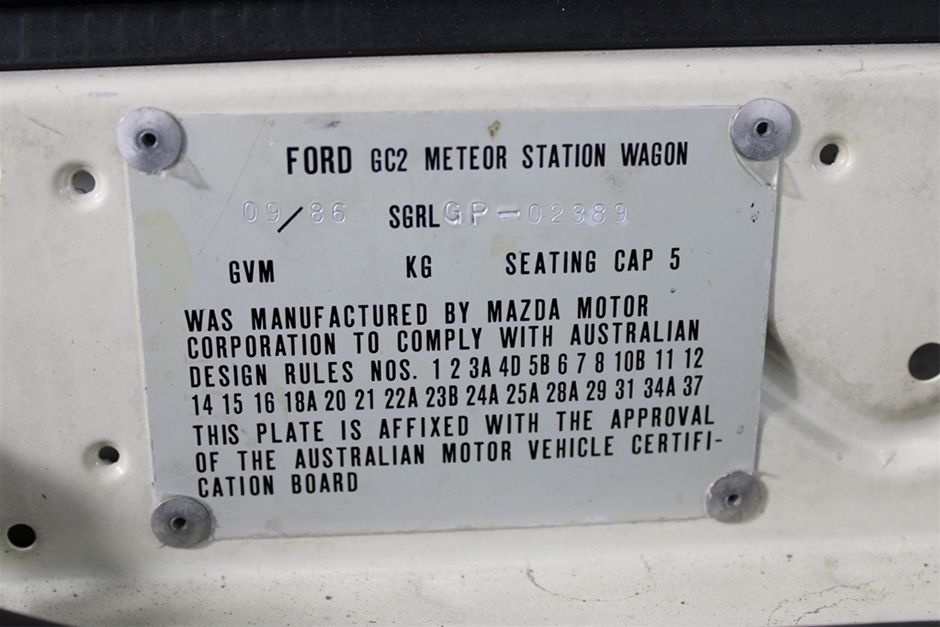 FORD GC2 METEOR STATION WAGON
09/86 SGRL GP-02389
GVM KG SEATING CAP 5
WAS MANUFACTURED BY MAZDA MOTOR
CORPORATION TO COMPLY WITH AUSTRALIAN
DESIGN RULES NOS. 1 2 3A 4D 5B 6 7 8 10B 11 12
14 15 16 18A 20 21 22A 23B 24A 25A 28A 29 31 34A 37
THIS PLATE IS AFFIXED WITH THE APPROVAL
OF THE AUSTRALIAN MOTOR VEHICLE CERTIFI-
CATION BOARD